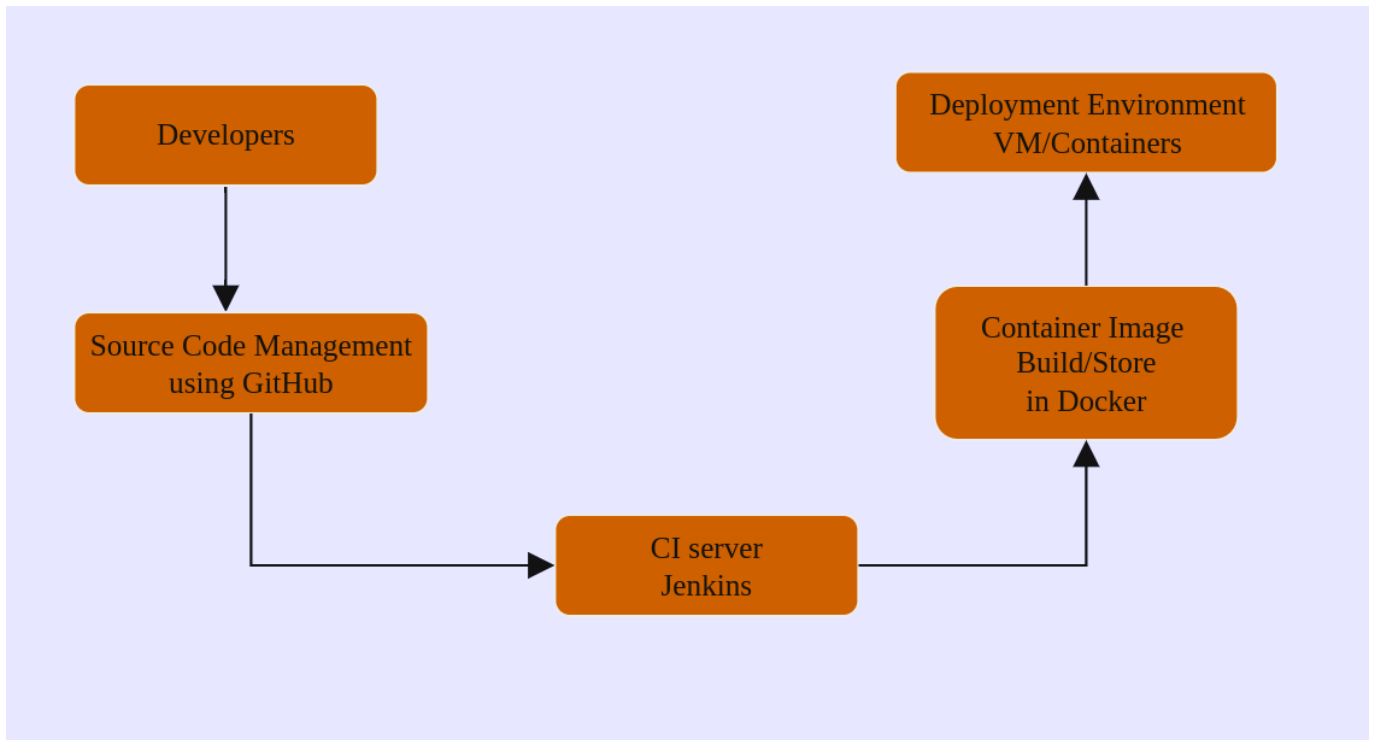 Developers
Source Code Management
using GitHub
CI server
Jenkins
Container Image
Build/Store
in Docker
Deployment Environment
VM/Containers